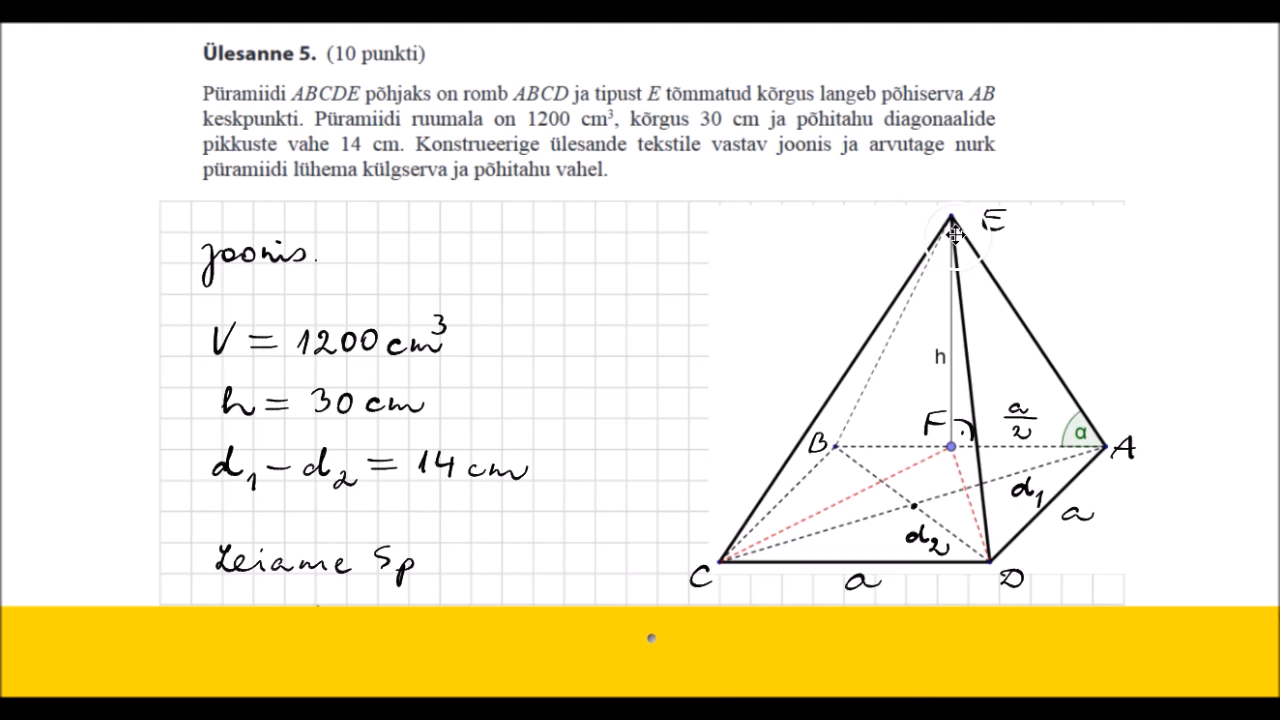 Ülesanne 5. (10 punkti)
Püramiidi ABCDE põhjaks on romb ABCD ja tipust E tõmmatud kõrgus langeb põhiserva AB
keskpunkti. Püramiidi ruumala on 1200 cm³, kõrgus 30 cm ja põhitahu diagonaalide
pikkuste vahe 14 cm. Konstrueerige ülesande tekstile vastav joonis ja arvutage nurk
püramiidi lühema külgserva ja põhitahu vahel.
joonis.
V = 1200 cm³
h = 30 cm
d₁ - d₂ = 14 cm
Leiame Sp
E
h
F
a/2
α
B
A
d₁
a
d₂
C
a
D